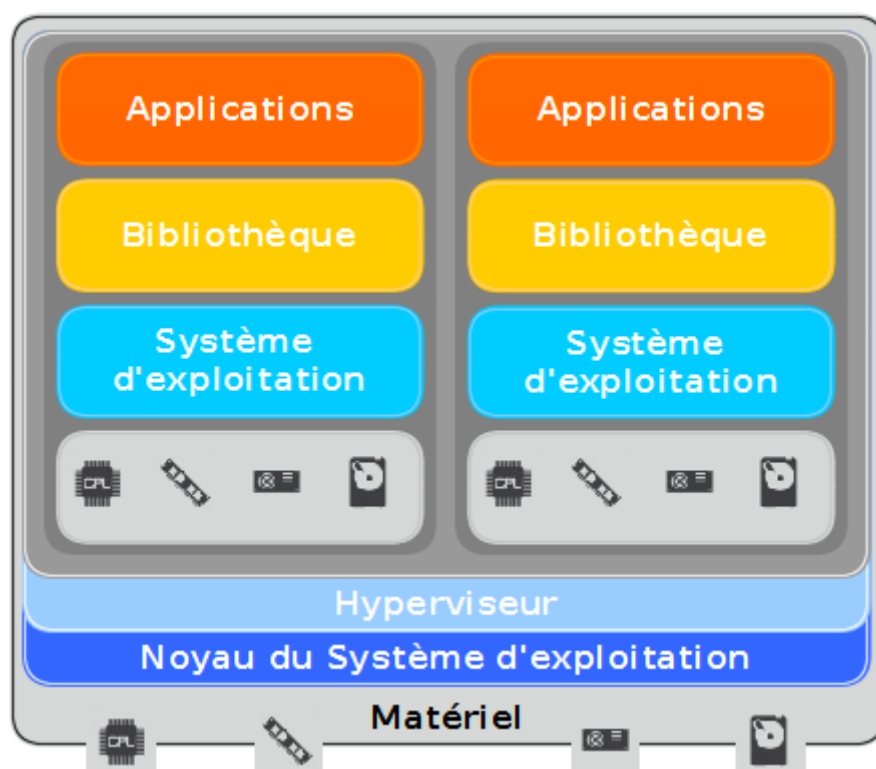 Applications
Bibliothèque
Système
d'exploitation
Applications
Bibliothèque
Système
d'exploitation
Hyperviseur
Noyau du Système d'exploitation
Matériel